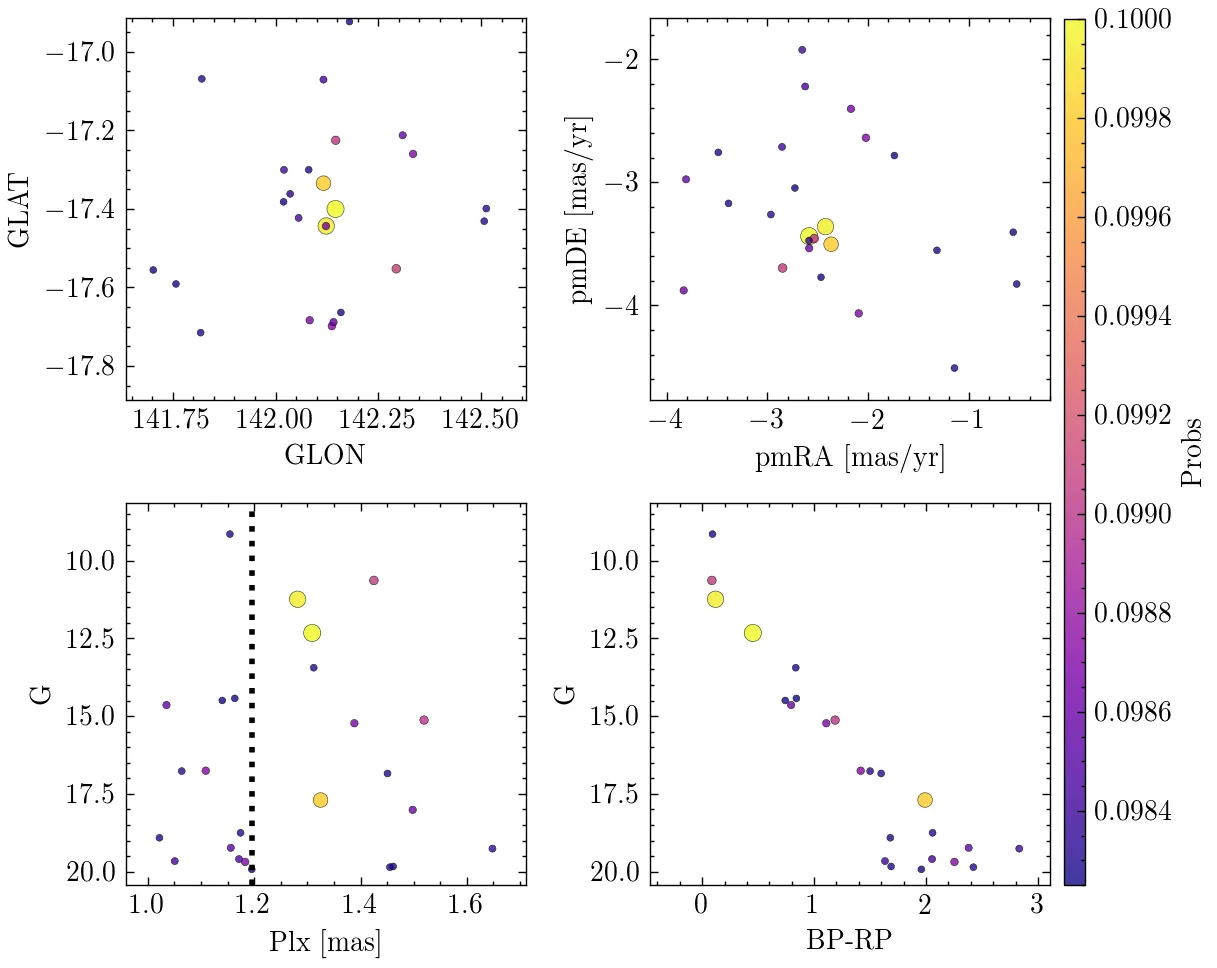 −17.0
−17.2
−17.4
−17.6
−17.8
GLAT
141.75 142.00 142.25 142.50
GLON
−2
−3
−4
pmDE [mas/yr]
−4 −3 −2 −1
pmRA [mas/yr]
10.0
12.5
15.0
17.5
20.0
G
1.0 1.2 1.4 1.6
Plx [mas]
10.0
12.5
15.0
17.5
20.0
G
0 1 2 3
BP-RP
0.1000
0.0998
0.0996
0.0994
0.0992
0.0990
0.0988
0.0986
0.0984
Probs